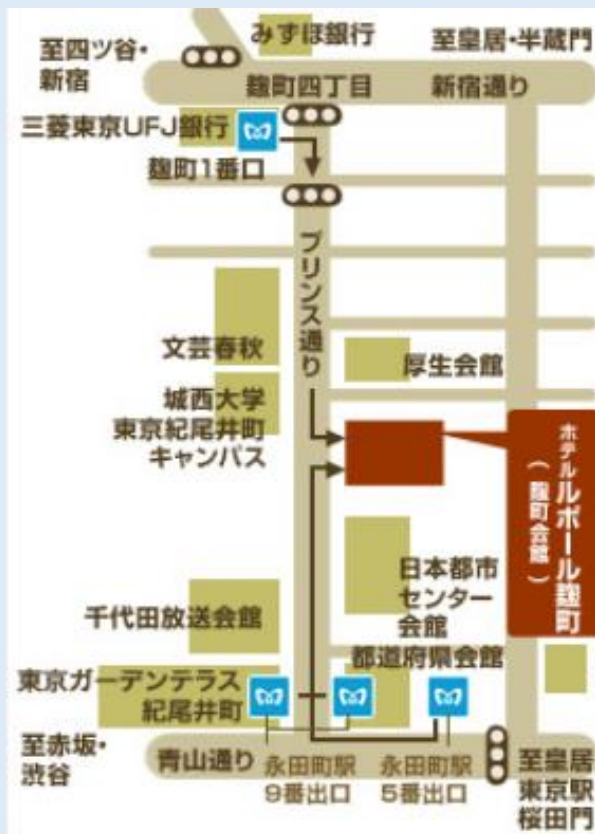 みずほ銀行
至四ツ谷・
新宿
至皇居・半蔵門
麹町四丁目
新宿通り
三菱東京UFJ銀行
麴町1番口
プリンス通り
文芸春秋
厚生会館
城西大学
東京紀尾井町
キャンパス
ホテルルポール麹町
(麹町会館)
日本都市
センター
会館
千代田放送会館
都道府県会館
東京ガーデンテラス
紀尾井町
至赤坂・
渋谷
青山通り
永田町駅
9番出口
永田町駅
5番出口
至皇居
東京駅
桜田門